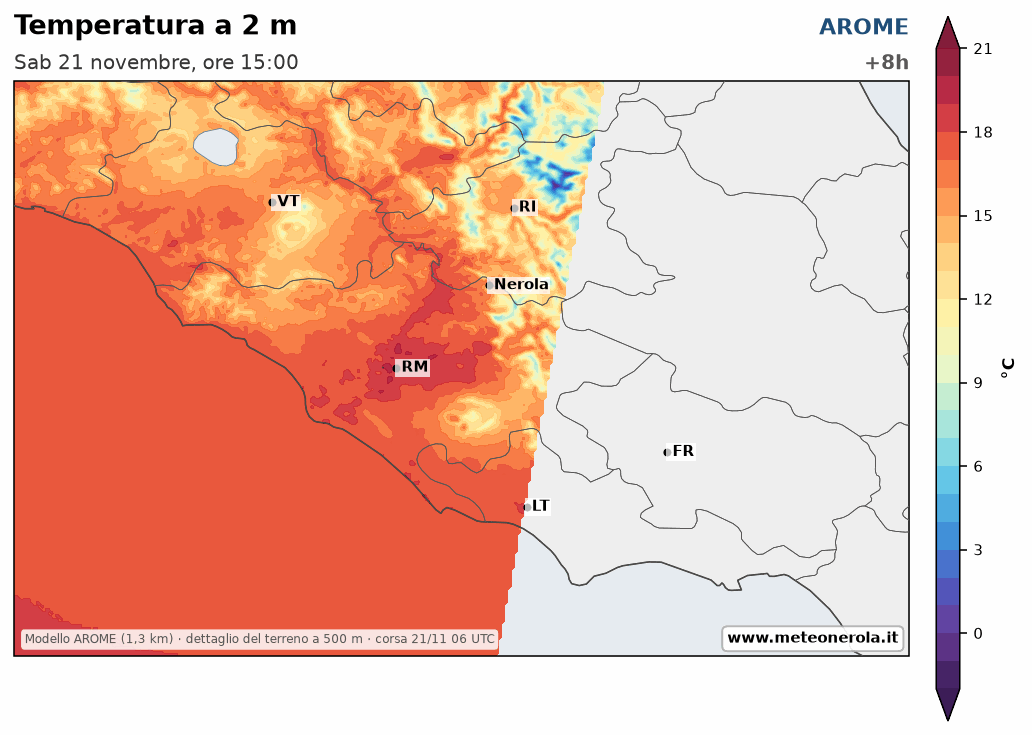 Temperatura a 2 m
AROME
Sab 21 novembre, ore 15:00
+8h
21
18
15
12
9
6
3
0
°C
VT
RI
Nerola
RM
FR
LT
Modello AROME (1,3 km) · dettaglio del terreno a 500 m · corsa 21/11 06 UTC
www.meteonerola.it